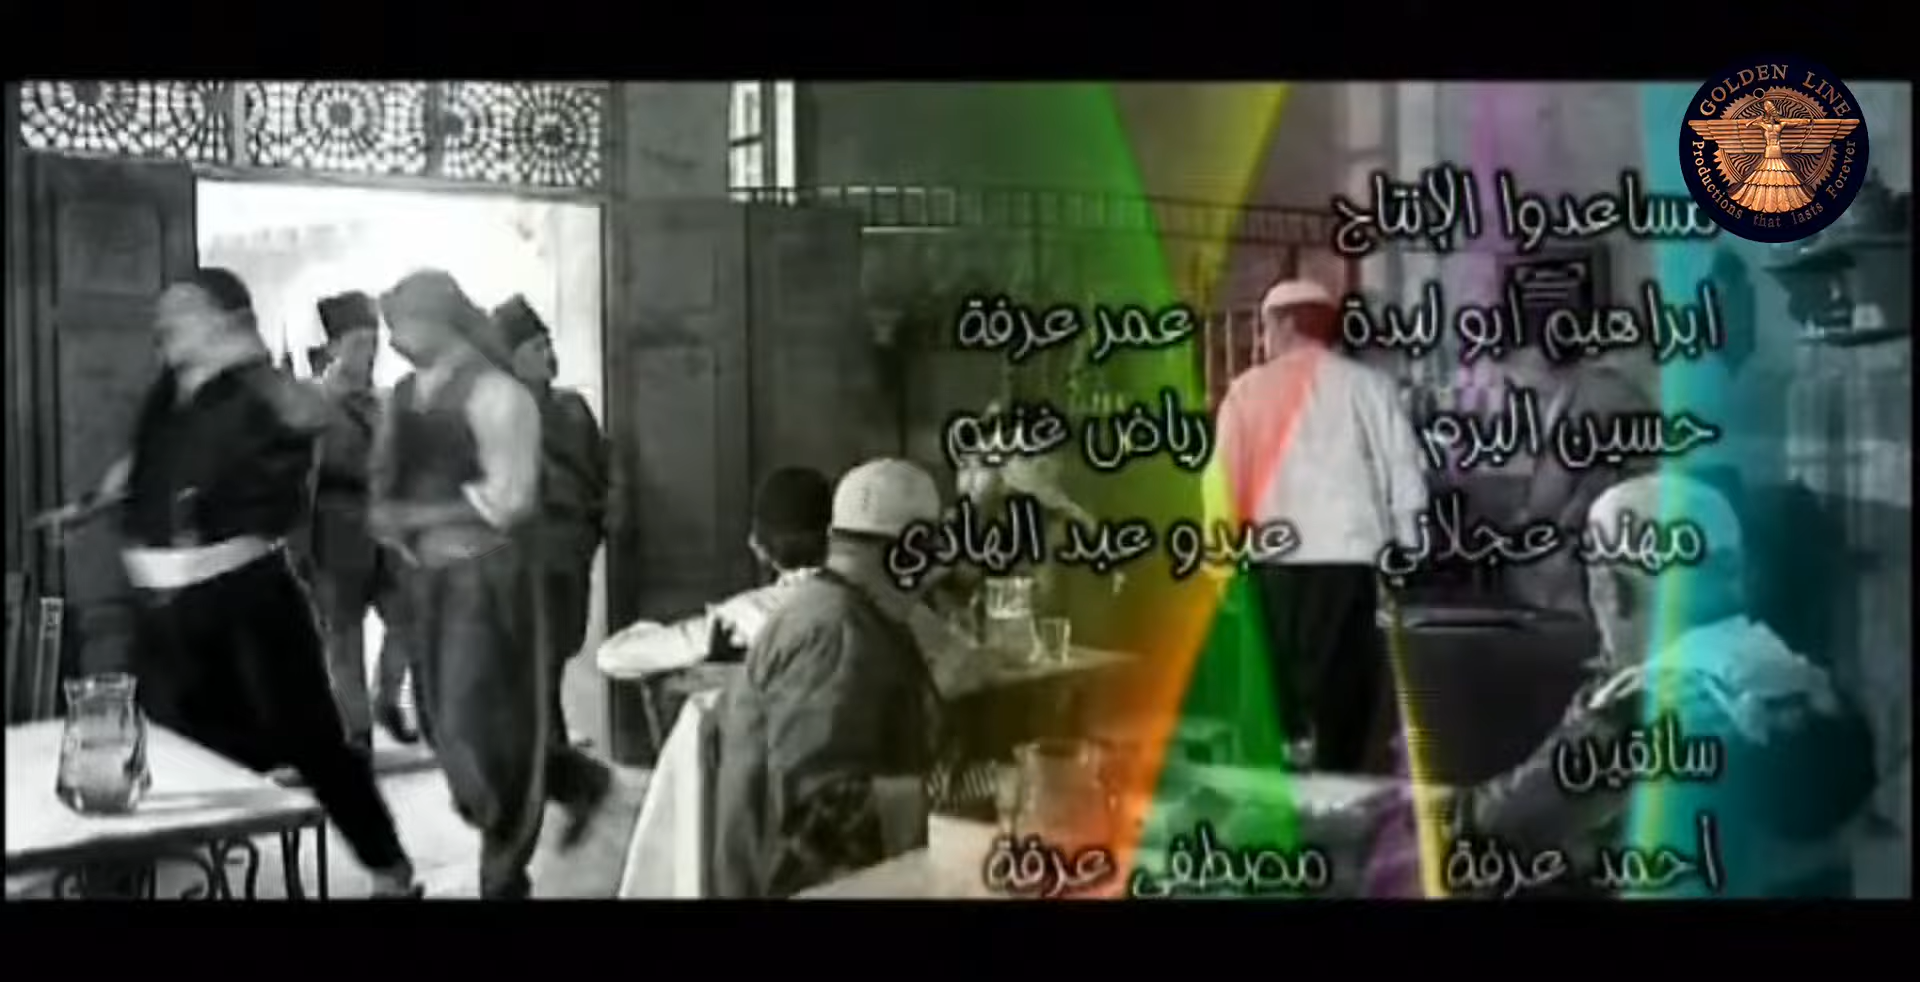 GOLDEN LINE
Productions that lasts Forever
مساعدوا الإنتاج
ابراهيم ابو لبدة عمر عرفة
حسين البرم رياض غنيم
مهند عجلاني عبدو عبد الهادي
سائقين
احمد عرفة مصطفى عرفة